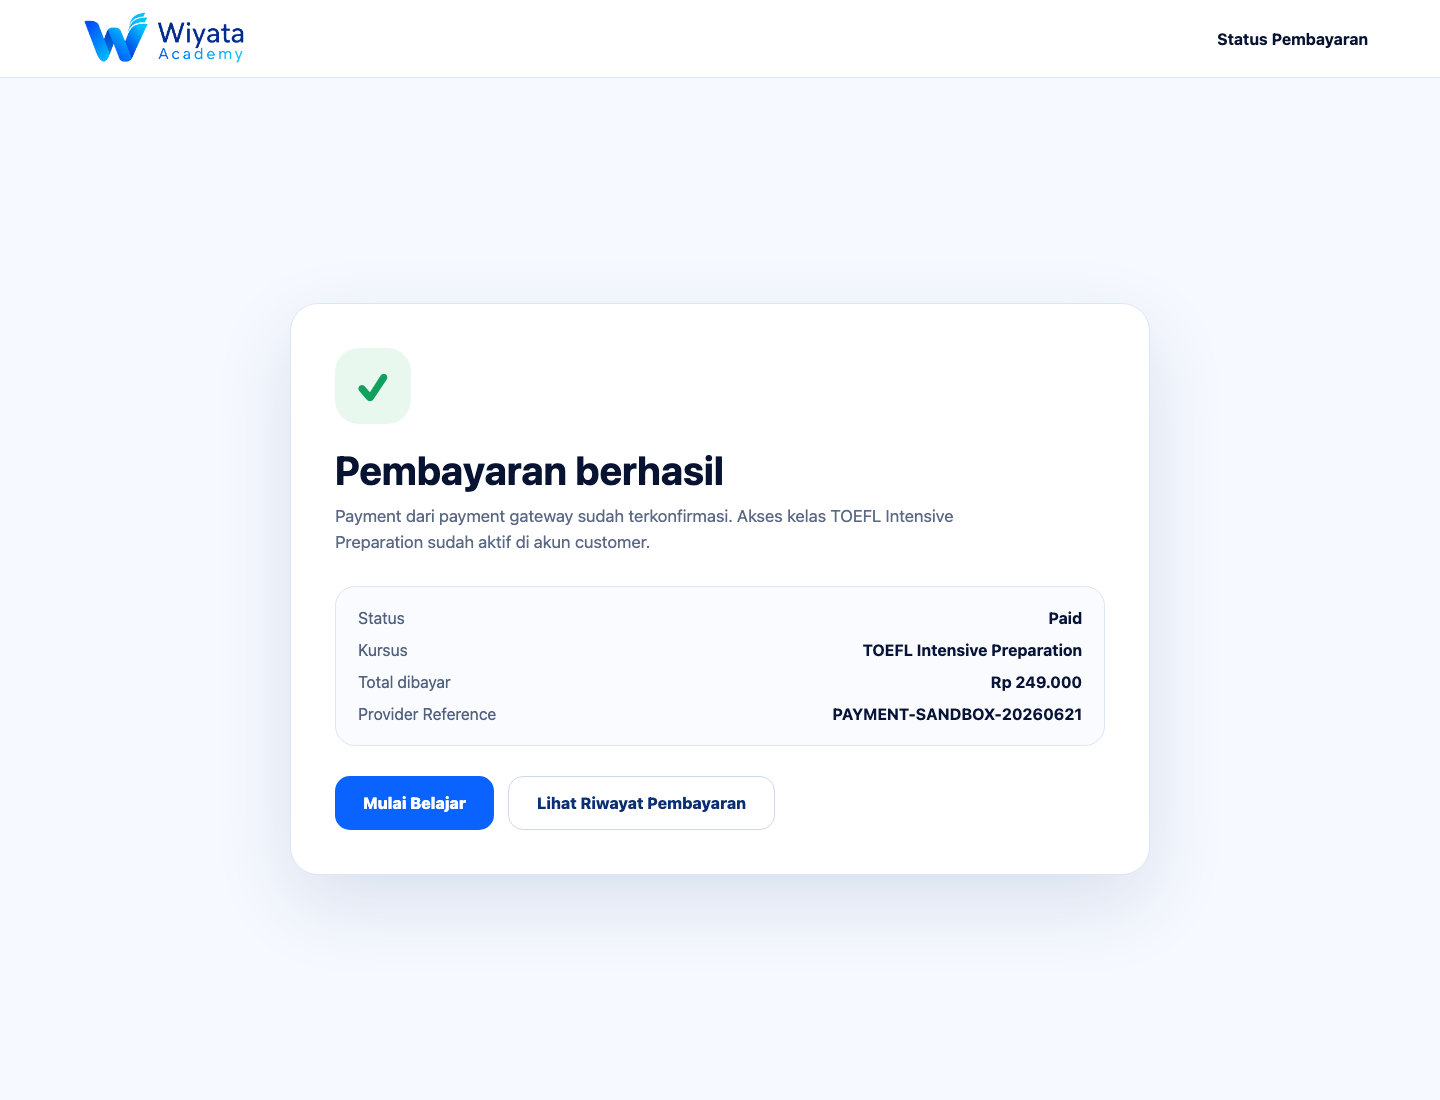 Wiyata
Academy
Status Pembayaran
Pembayaran berhasil
Payment dari payment gateway sudah terkonfirmasi. Akses kelas TOEFL Intensive
Preparation sudah aktif di akun customer.
Status Paid
Kursus TOEFL Intensive Preparation
Total dibayar Rp 249.000
Provider Reference PAYMENT-SANDBOX-20260621
Mulai Belajar Lihat Riwayat Pembayaran